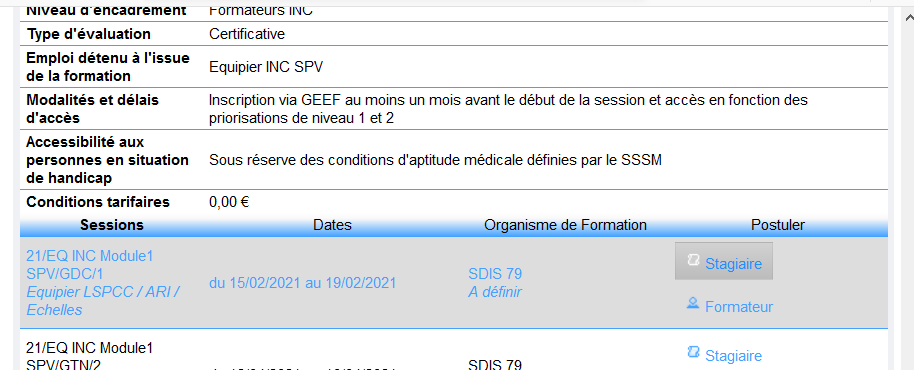 Niveau d'encadrement Formateurs INC
Type d'évaluation Certificative
Emploi détenu à l'issue
de la formation
Equipier INC SPV
Modalités et délais
d'accès
Inscription via GEEF au moins un mois avant le début de la session et accès en fonction des
priorisations de niveau 1 et 2
Accessibilité aux
personnes en situation
de handicap
Sous réserve des conditions d'aptitude médicale définies par le SSSM
Conditions tarifaires 0,00 €
Sessions Dates Organisme de Formation Postuler
21/EQ INC Module1
SPV/GDC/1
Equipier LSPCC / ARI /
Echelles
du 15/02/2021 au 19/02/2021
SDIS 79
A définir
Stagiaire
Formateur
21/EQ INC Module1
SPV/GTN/2
SDIS 79
Stagiaire